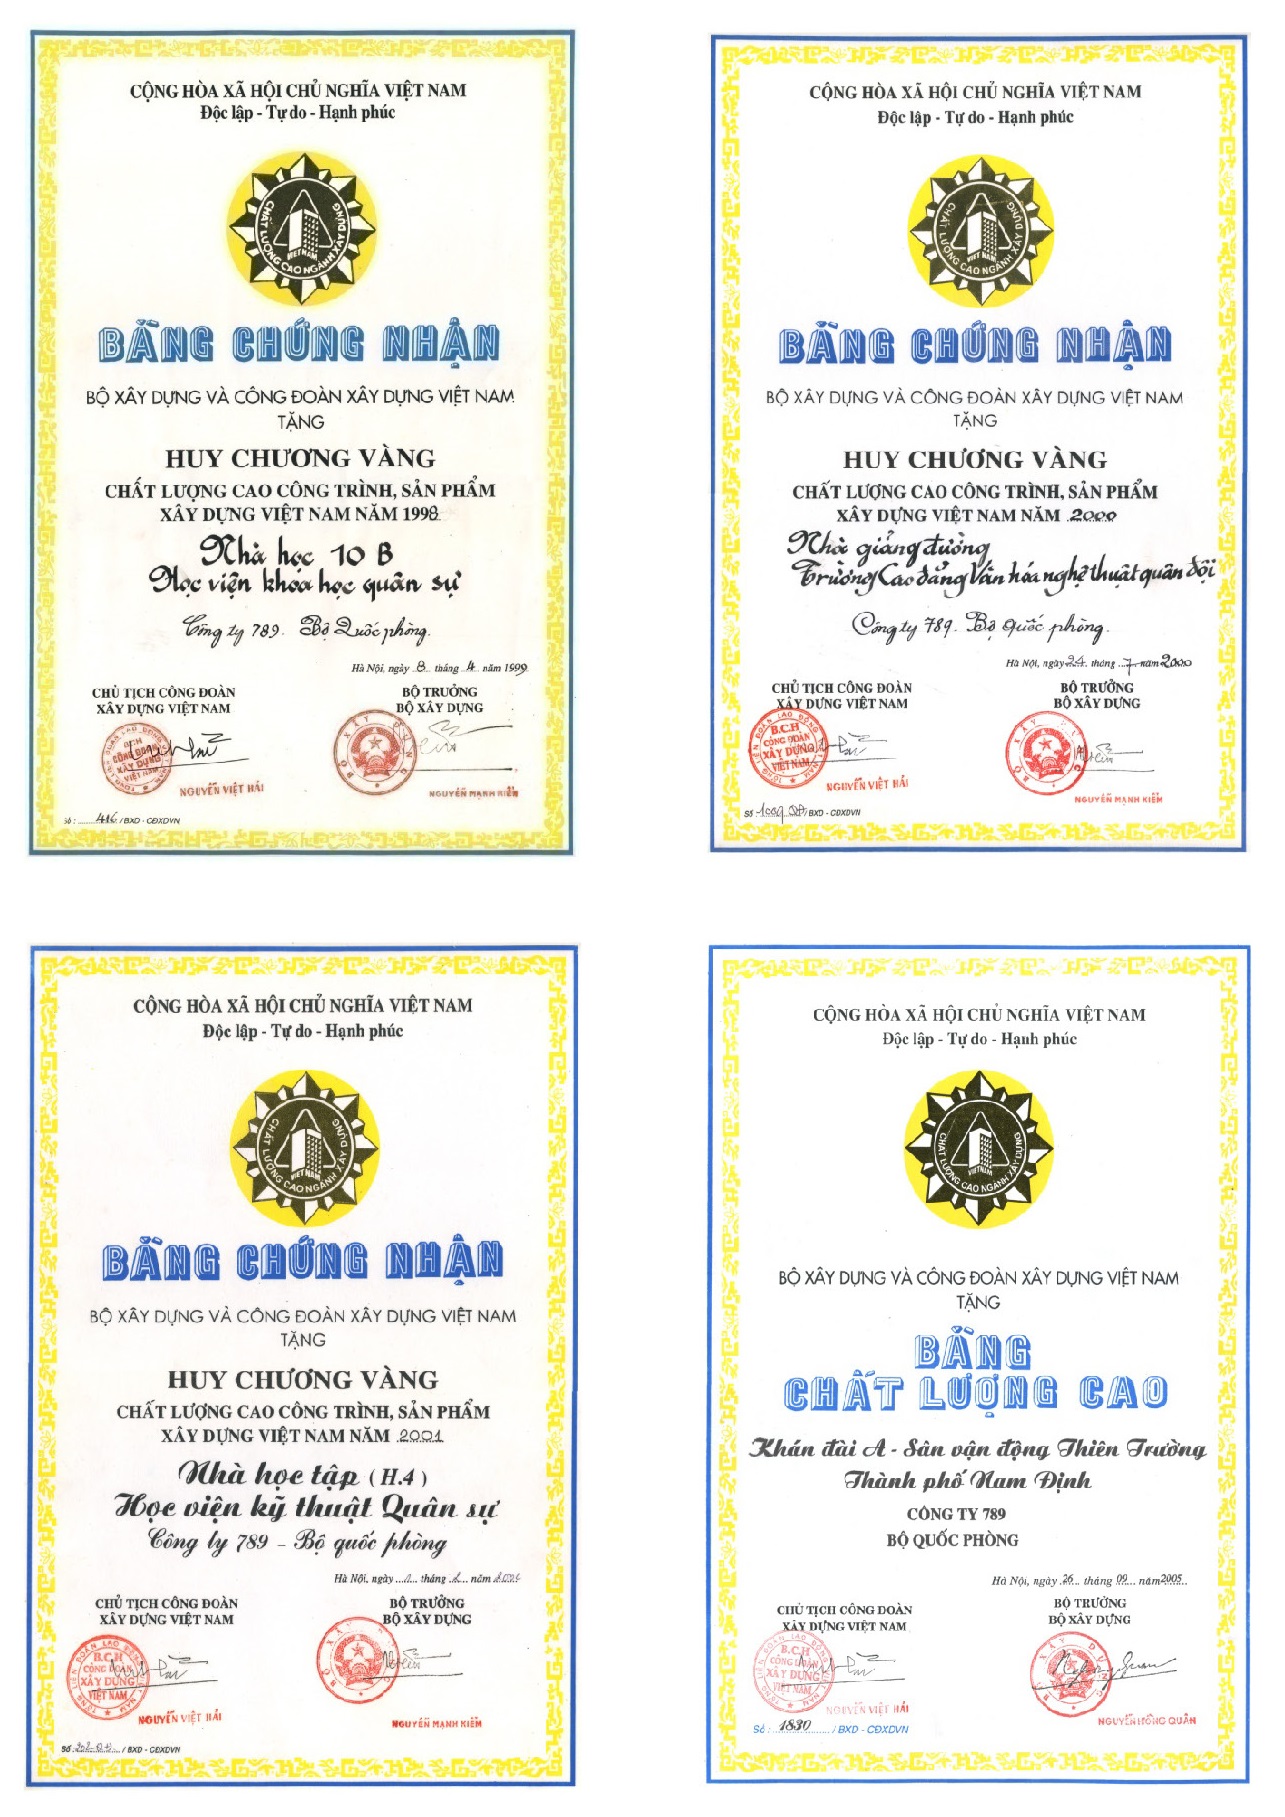 CỘNG HÒA XÃ HỘI CHỦ NGHĨA VIỆT NAM
Độc lập - Tự do - Hạnh phúc
CHẤT LƯỢNG CAO NGÀNH XÂY DỰNG
VIỆT NAM
BẰNG CHỨNG NHẬN
BỘ XÂY DỰNG VÀ CÔNG ĐOÀN XÂY DỰNG VIỆT NAM
TẶNG
HUY CHƯƠNG VÀNG
CHẤT LƯỢNG CAO CÔNG TRÌNH, SẢN PHẨM
XÂY DỰNG VIỆT NAM NĂM 1998
Nhà học 10 B
Học viện khoa học quân sự
Công ty 789. Bộ Quốc phòng.
Hà Nội, ngày 8 tháng 4 năm 1999
CHỦ TỊCH CÔNG ĐOÀN
XÂY DỰNG VIỆT NAM
BỘ TRƯỞNG
BỘ XÂY DỰNG
NGUYỄN VIỆT HẢI
NGUYỄN MẠNH KIỂM
Số : 416 / BXD - CĐXDVN
CỘNG HÒA XÃ HỘI CHỦ NGHĨA VIỆT NAM
Độc lập - Tự do - Hạnh phúc
CHẤT LƯỢNG CAO NGÀNH XÂY DỰNG
VIỆT NAM
BẰNG CHỨNG NHẬN
BỘ XÂY DỰNG VÀ CÔNG ĐOÀN XÂY DỰNG VIỆT NAM
TẶNG
HUY CHƯƠNG VÀNG
CHẤT LƯỢNG CAO CÔNG TRÌNH, SẢN PHẨM
XÂY DỰNG VIỆT NAM NĂM 2000
Nhà giảng đường
Trường Cao đẳng Văn hóa nghệ thuật quân đội
Công ty 789. Bộ Quốc phòng.
Hà Nội, ngày 24 tháng 7 năm 2000
CHỦ TỊCH CÔNG ĐOÀN
XÂY DỰNG VIỆT NAM
BỘ TRƯỞNG
BỘ XÂY DỰNG
B.C.H
CÔNG ĐOÀN
XÂY DỰNG
VIỆT NAM
NGUYỄN VIỆT HẢI
NGUYỄN MẠNH KIỂM
Số / BXD - CĐXDVN
CỘNG HÒA XÃ HỘI CHỦ NGHĨA VIỆT NAM
Độc lập - Tự do - Hạnh phúc
CHẤT LƯỢNG CAO NGÀNH XÂY DỰNG
VIỆT NAM
BẰNG CHỨNG NHẬN
BỘ XÂY DỰNG VÀ CÔNG ĐOÀN XÂY DỰNG VIỆT NAM
TẶNG
HUY CHƯƠNG VÀNG
CHẤT LƯỢNG CAO CÔNG TRÌNH, SẢN PHẨM
XÂY DỰNG VIỆT NAM NĂM 2001
Nhà học tập (H.4)
Học viện kỹ thuật Quân sự
Công ty 789 - Bộ quốc phòng
Hà Nội, ngày tháng năm
CHỦ TỊCH CÔNG ĐOÀN
XÂY DỰNG VIỆT NAM
BỘ TRƯỞNG
BỘ XÂY DỰNG
B.C.H
CÔNG ĐOÀN
XÂY DỰNG
VIỆT NAM
NGUYỄN VIỆT HẢI
NGUYỄN MẠNH KIỂM
Số : / BXD - CĐXDVN
CỘNG HÒA XÃ HỘI CHỦ NGHĨA VIỆT NAM
Độc lập - Tự do - Hạnh phúc
CHẤT LƯỢNG CAO NGÀNH XÂY DỰNG
VIỆT NAM
BỘ XÂY DỰNG VÀ CÔNG ĐOÀN XÂY DỰNG VIỆT NAM
TẶNG
BẰNG
CHẤT LƯỢNG CAO
Khán đài A - Sân vận động Thiên Trường
Thành phố Nam Định
CÔNG TY 789
BỘ QUỐC PHÒNG
Hà Nội, ngày 26 tháng 09 năm 2005
CHỦ TỊCH CÔNG ĐOÀN
XÂY DỰNG VIỆT NAM
BỘ TRƯỞNG
BỘ XÂY DỰNG
B.C.H
CÔNG ĐOÀN
XÂY DỰNG
VIỆT NAM
NGUYỄN VIỆT HẢI
NGUYỄN HỒNG QUÂN
Số : 1830 / BXD - CĐXDVN